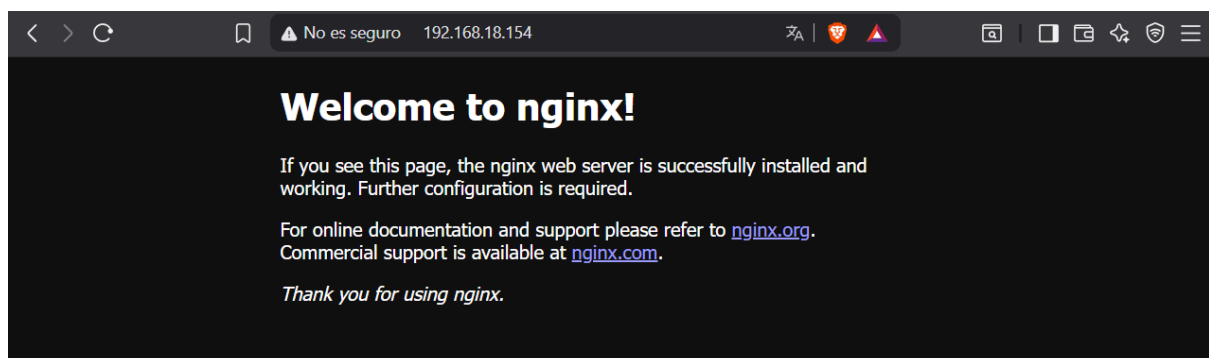 No es seguro 192.168.18.154
Welcome to nginx!
If you see this page, the nginx web server is successfully installed and
working. Further configuration is required.
For online documentation and support please refer to nginx.org.
Commercial support is available at nginx.com.
Thank you for using nginx.